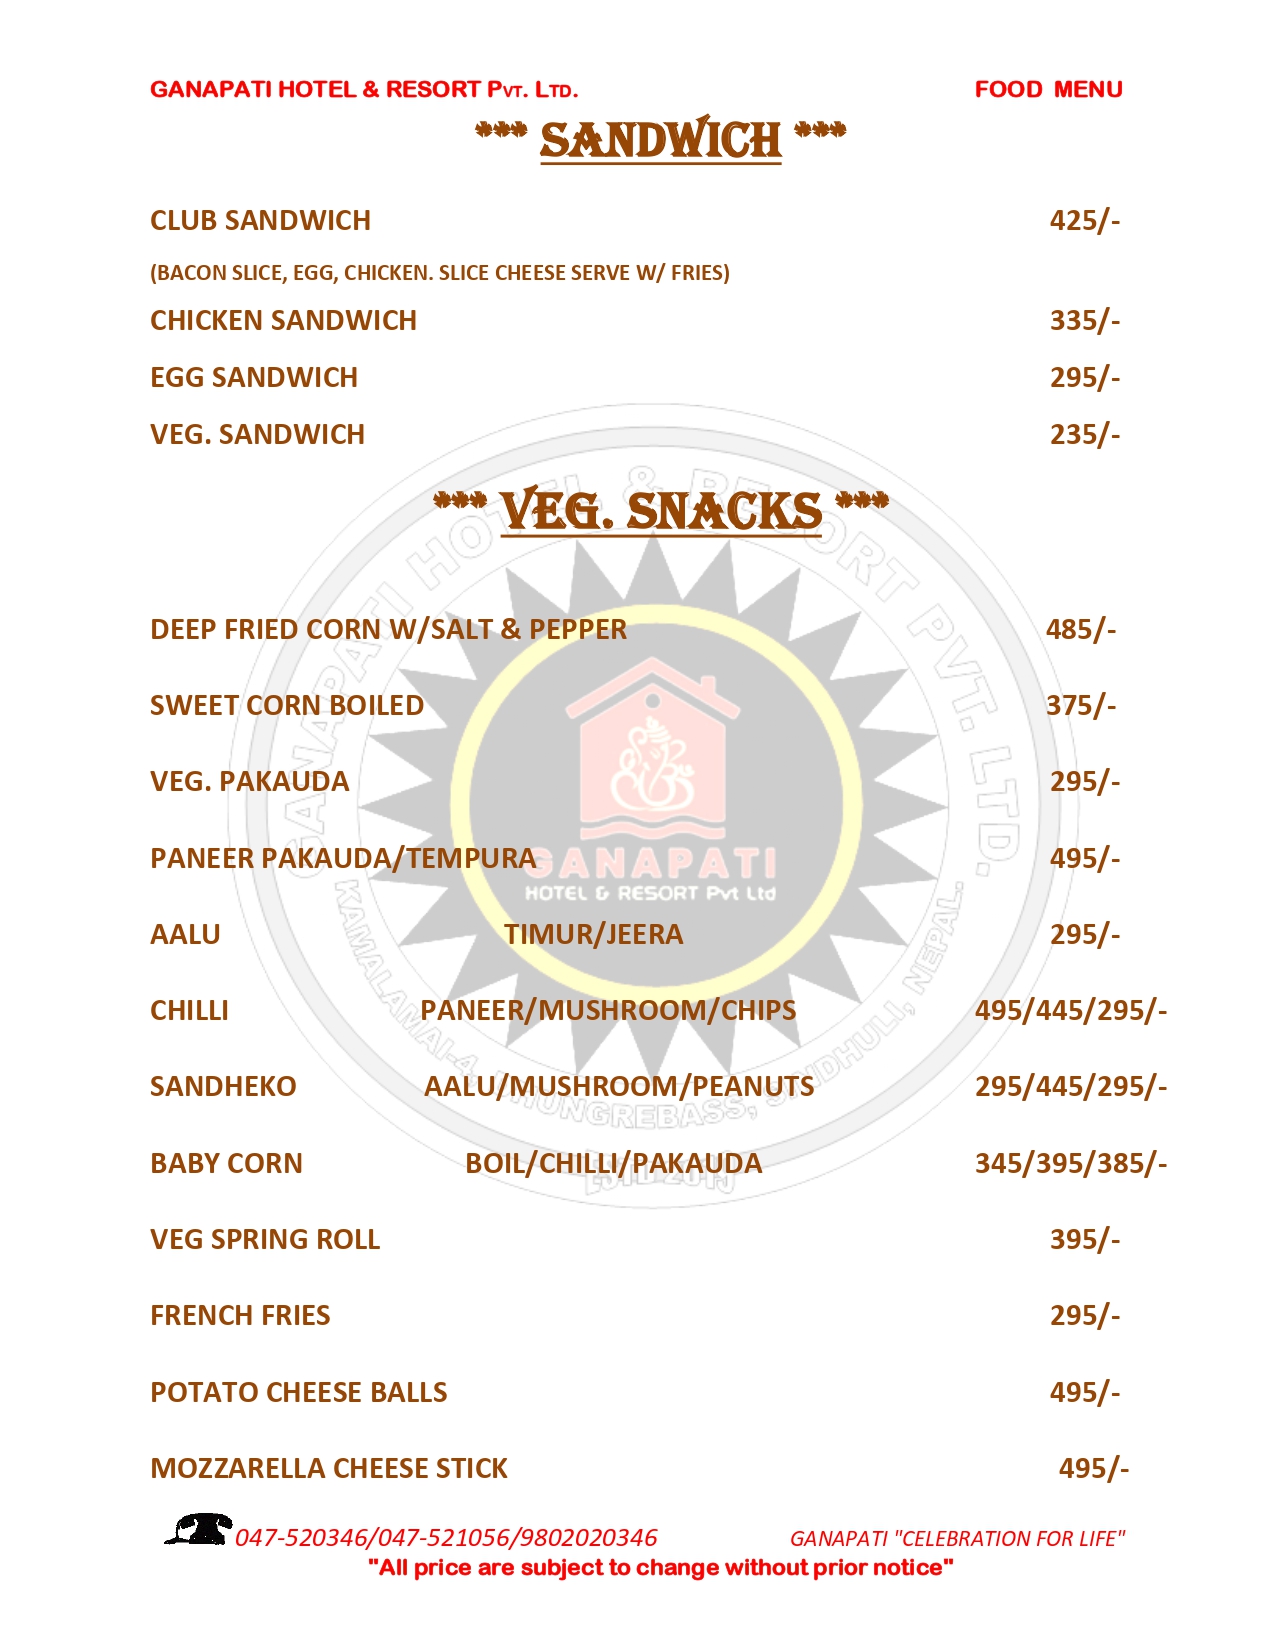 GANAPATI HOTEL & RESORT PVT. LTD. FOOD MENU
*** SANDWICH ***
CLUB SANDWICH 425/-
(BACON SLICE, EGG, CHICKEN. SLICE CHEESE SERVE W/ FRIES)
CHICKEN SANDWICH 335/-
EGG SANDWICH 295/-
VEG. SANDWICH 235/-
*** VEG. SNACKS ***
DEEP FRIED CORN W/SALT & PEPPER 485/-
SWEET CORN BOILED 375/-
VEG. PAKAUDA 295/-
PANEER PAKAUDA/TEMPURA 495/-
AALU TIMUR/JEERA 295/-
CHILLI PANEER/MUSHROOM/CHIPS 495/445/295/-
SANDHEKO AALU/MUSHROOM/PEANUTS 295/445/295/-
BABY CORN BOIL/CHILLI/PAKAUDA 345/395/385/-
VEG SPRING ROLL 395/-
FRENCH FRIES 295/-
POTATO CHEESE BALLS 495/-
MOZZARELLA CHEESE STICK 495/-
047-520346/047-521056/9802020346 GANAPATI "CELEBRATION FOR LIFE"
"All price are subject to change without prior notice"
GANAPATI HOTEL & RESORT PVT. LTD.
GANAPATI
HOTEL & RESORT Pvt Ltd
KAMALAMAI-4, DHUNGREBASS, SINDHULI, NEPAL.